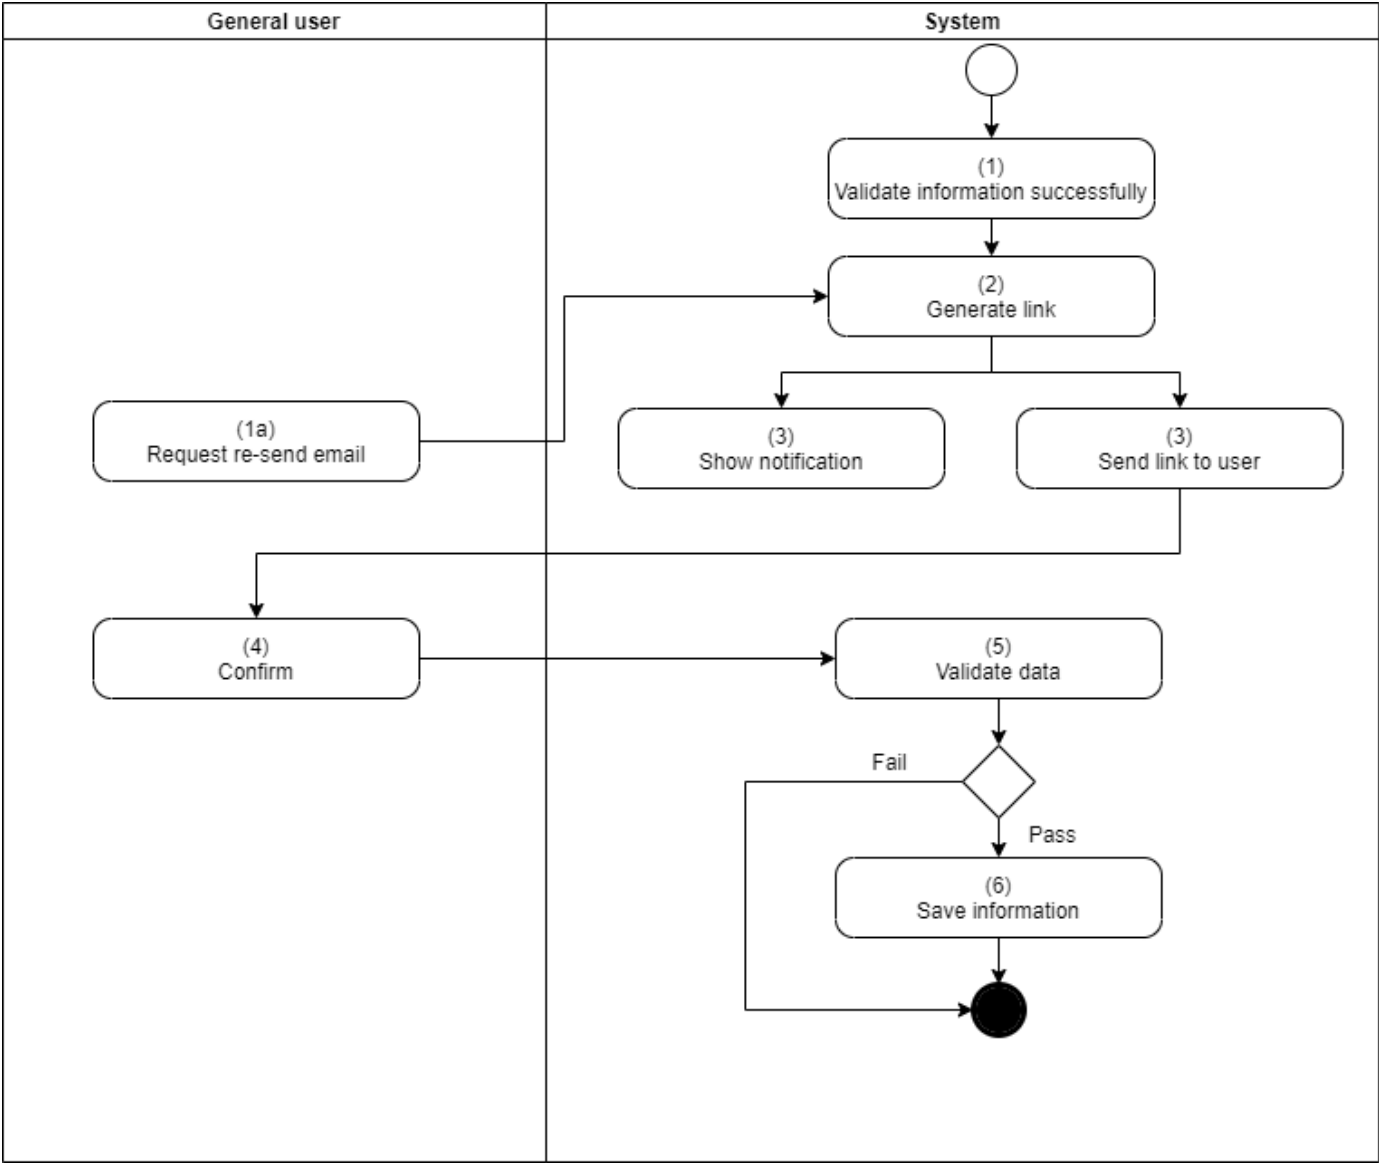 General user
System
(1)
Validate information successfully
(2)
Generate link
(1a)
Request re-send email
(3)
Show notification
(3)
Send link to user
(4)
Confirm
(5)
Validate data
Fail
Pass
(6)
Save information